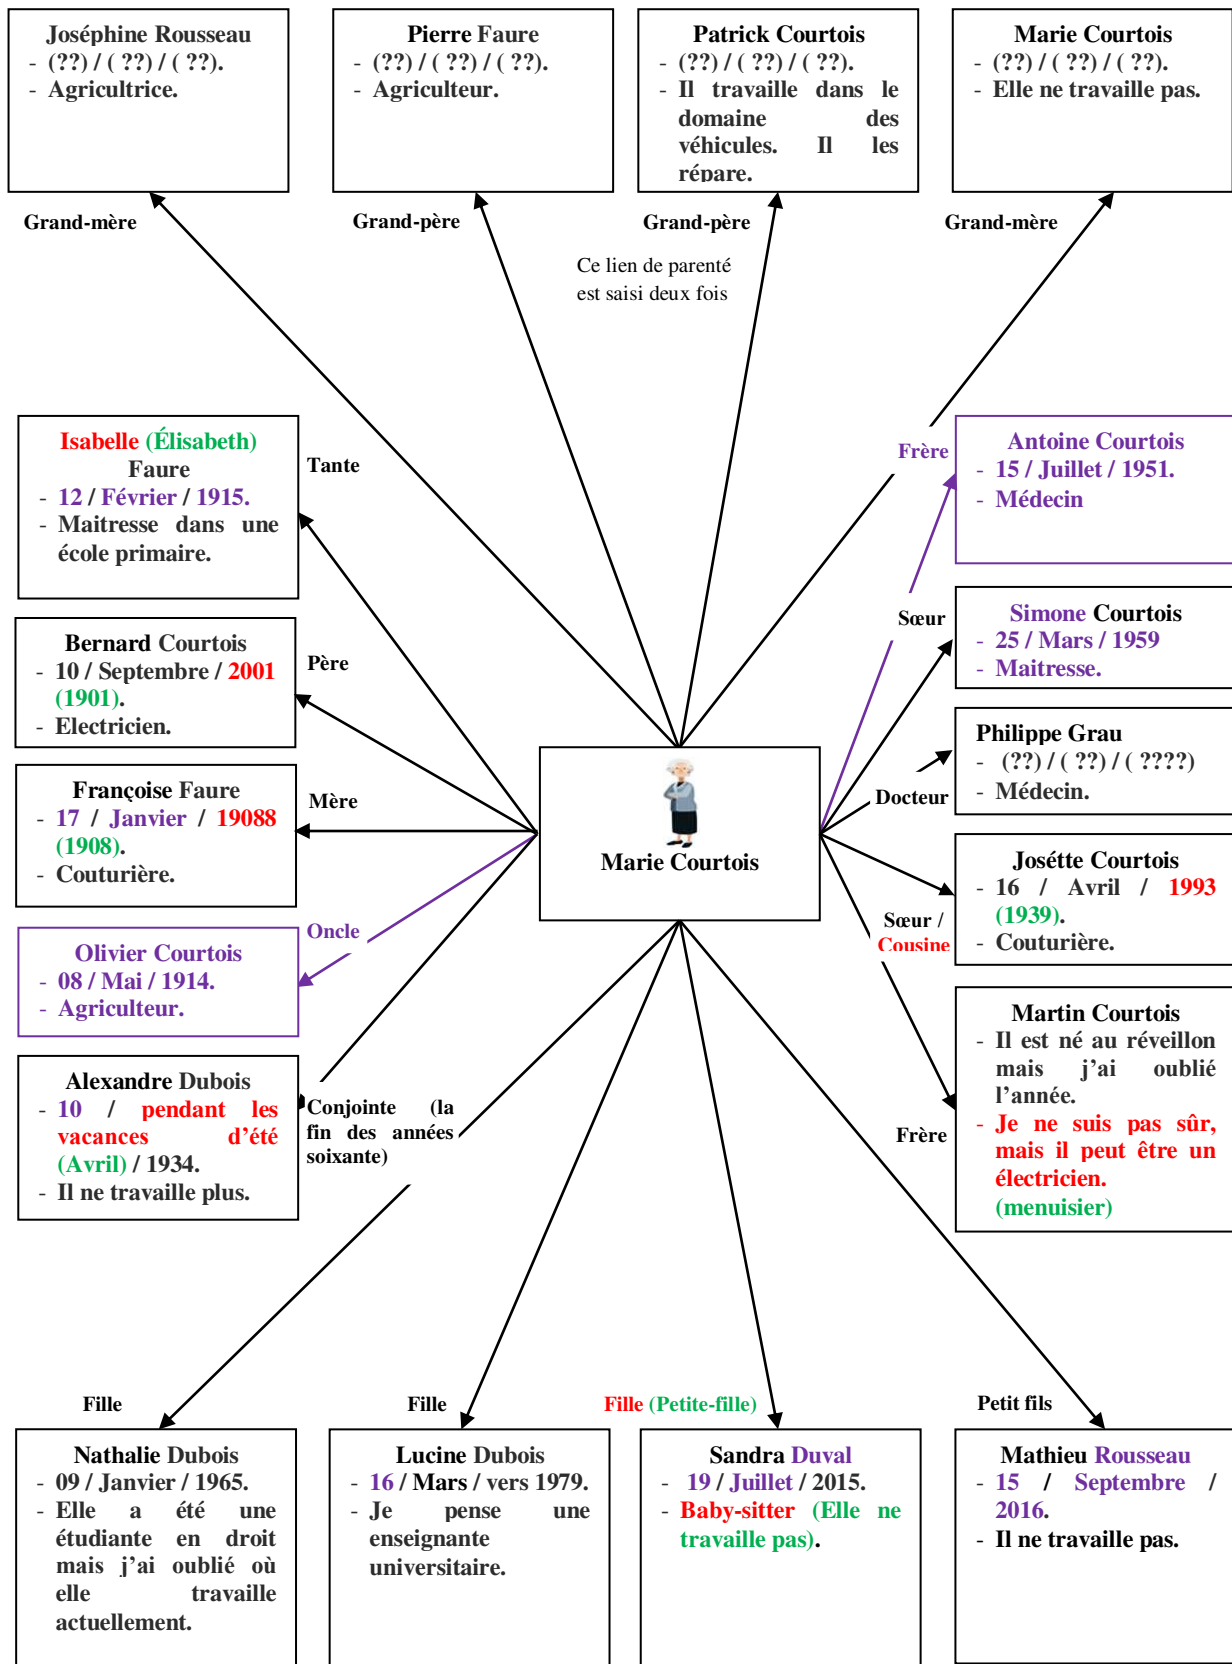 Joséphine Rousseau
- (??) / ( ??) / ( ??).
- Agricultrice.
Pierre Faure
- (??) / ( ??) / ( ??).
- Agriculteur.
Patrick Courtois
- (??) / ( ??) / ( ??).
- Il travaille dans le
domaine des
véhicules. Il les
répare.
Marie Courtois
- (??) / ( ??) / ( ??).
- Elle ne travaille pas.
Grand-mère
Grand-père
Grand-père
Grand-mère
Ce lien de parenté
est saisi deux fois
Isabelle (Élisabeth)
Faure
- 12 / Février / 1915.
- Maitresse dans une
école primaire.
Tante
Frère
Antoine Courtois
- 15 / Juillet / 1951.
- Médecin
Bernard Courtois
- 10 / Septembre / 2001
(1901).
- Electricien.
Père
Sœur
Simone Courtois
- 25 / Mars / 1959
- Maitresse.
Françoise Faure
- 17 / Janvier / 19088
(1908).
- Couturière.
Mère
Marie Courtois
Docteur
Philippe Grau
- (??) / ( ??) / ( ????)
- Médecin.
Olivier Courtois
- 08 / Mai / 1914.
- Agriculteur.
Oncle
Sœur /
Cousine
Josétte Courtois
- 16 / Avril / 1993
(1939).
- Couturière.
Alexandre Dubois
- 10 / pendant les
vacances d'été
(Avril) / 1934.
- Il ne travaille plus.
Conjointe (la
fin des années
soixante)
Frère
Martin Courtois
- Il est né au réveillon
mais j'ai oublié
l'année.
- Je ne suis pas sûr,
mais il peut être un
électricien.
(menuisier)
Fille
Fille
Fille (Petite-fille)
Petit fils
Nathalie Dubois
- 09 / Janvier / 1965.
- Elle a été une
étudiante en droit
mais j'ai oublié où
elle travaille
actuellement.
Lucine Dubois
- 16 / Mars / vers 1979.
- Je pense une
enseignante
universitaire.
Sandra Duval
- 19 / Juillet / 2015.
- Baby-sitter (Elle ne
travaille pas).
Mathieu Rousseau
- 15 / Septembre /
2016.
- Il ne travaille pas.